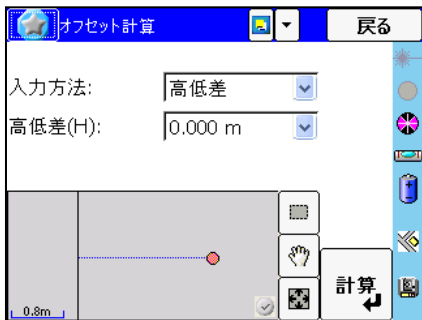 オフセット計算
戻る
入力方法:
高低差
高低差(H):
0.000 m
0.8m
計算